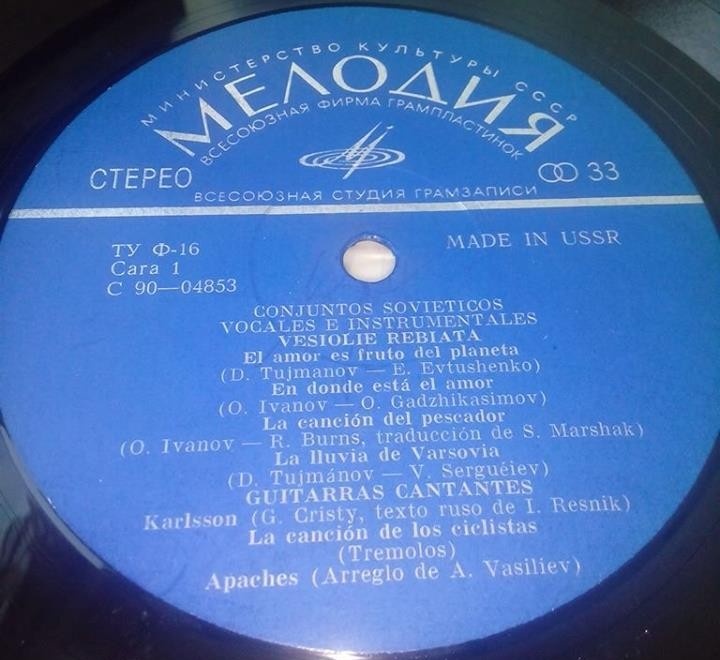 МИНИСТЕРСТВО КУЛЬТУРЫ СССР
МЕЛОДИЯ
ВСЕСОЮЗНАЯ ФИРМА ГРАМПЛАСТИНОК
СТЕРЕО
33
ВСЕСОЮЗНАЯ СТУДИЯ ГРАМЗАПИСИ
ТУ Ф-16
MADE IN USSR
Cara 1
С 90—04853
CONJUNTOS SOVIETICOS
VOCALES E INSTRUMENTALES
VESIOLIE REBIATA
El amor es fruto del planeta
(D. Tujmanov — E. Evtushenko)
En donde está el amor
(O. Ivanov — O. Gadzhikasimov)
La canción del pescador
(O. Ivanov — R. Burns, traducción de S. Marshak)
La lluvia de Varsovia
(D. Tujmánov — V. Serguéiev)
GUITARRAS CANTANTES
Karlsson (G. Cristy, texto ruso de I. Resnik)
La canción de los ciclistas
(Tremolos)
Apaches (Arreglo de A. Vasiliev)